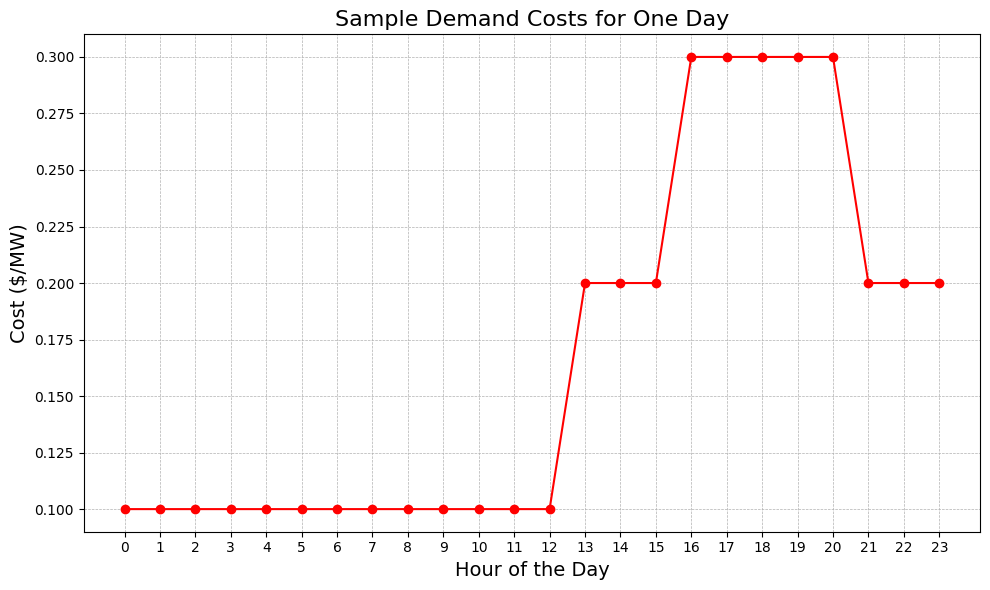 Sample Demand Costs for One Day
Cost ($/MW)
0.300
0.275
0.250
0.225
0.200
0.175
0.150
0.125
0.100
0 1 2 3 4 5 6 7 8 9 10 11 12 13 14 15 16 17 18 19 20 21 22 23
Hour of the Day